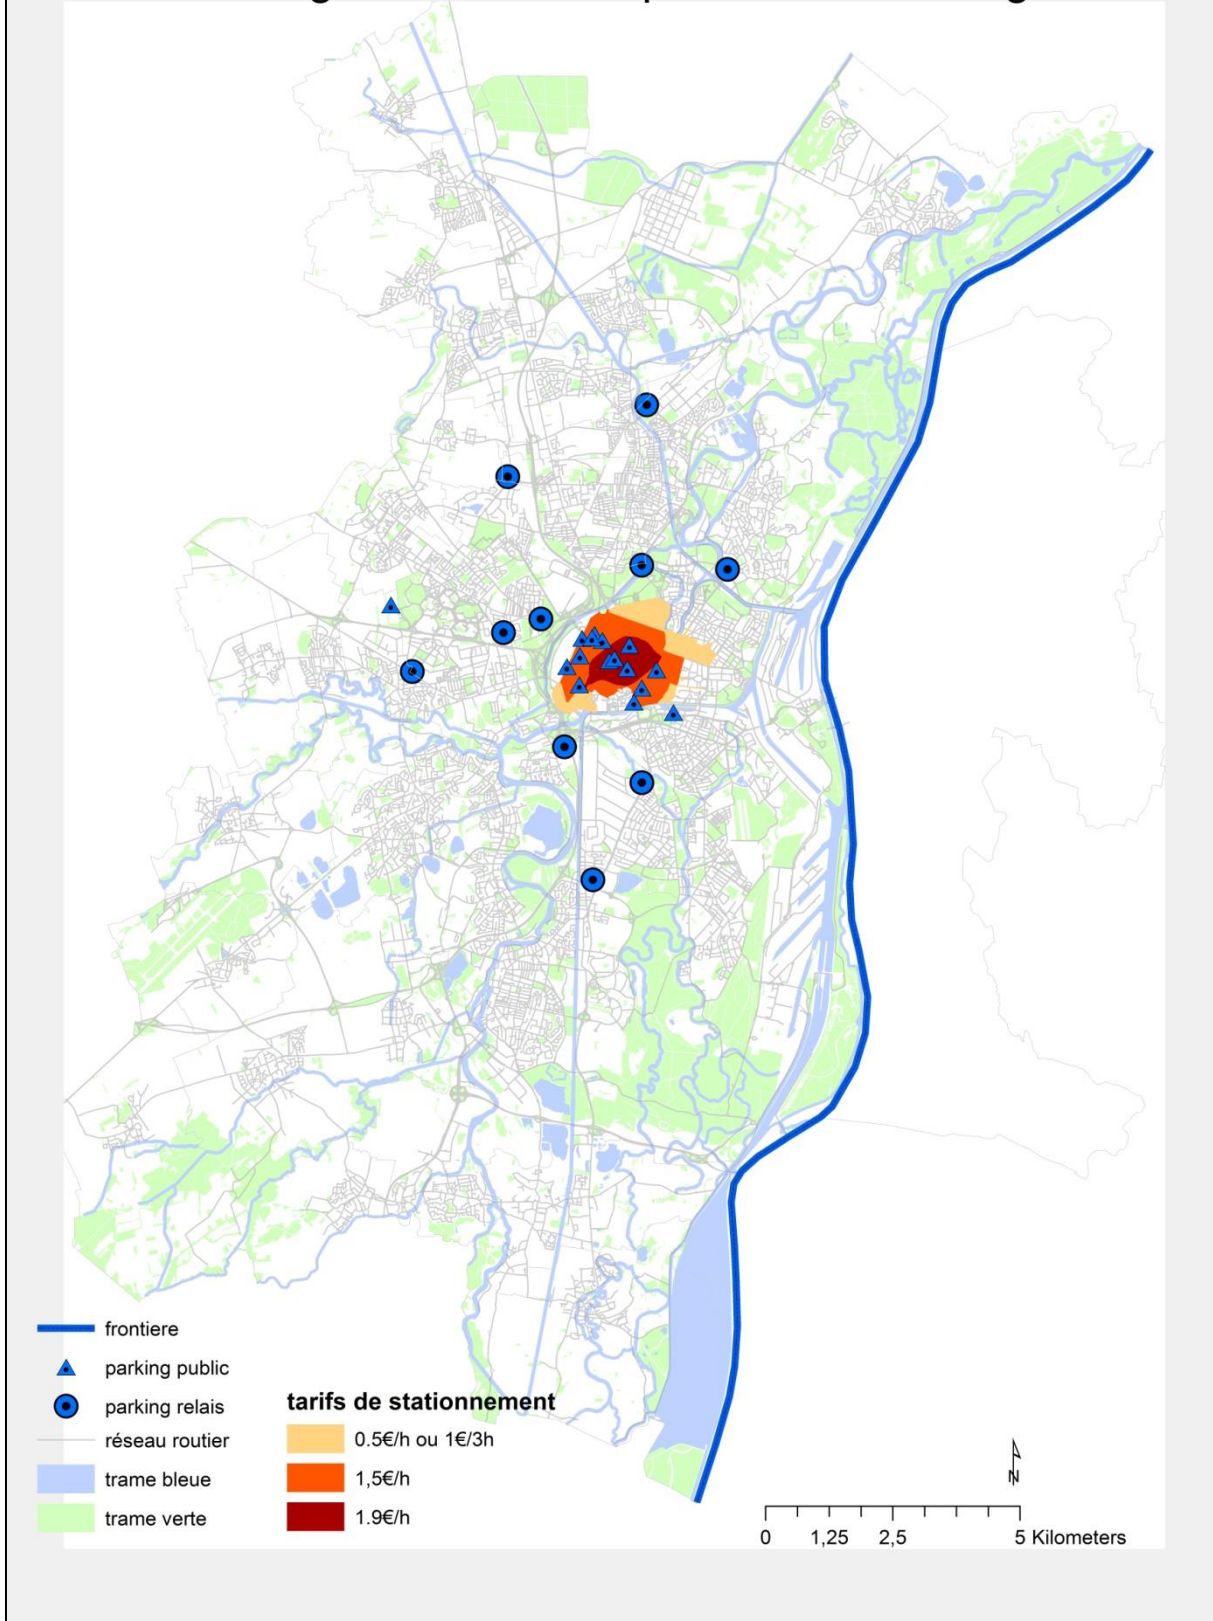 frontiere
parking public
parking relais
réseau routier
trame bleue
trame verte
tarifs de stationnement
0.5€/h ou 1€/3h
1,5€/h
1.9€/h
N
0 1,25 2,5 5 Kilometers